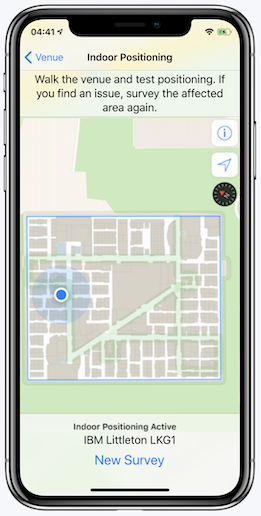 04:41
Venue
Indoor Positioning
Walk the venue and test positioning. If
you find an issue, survey the affected
area again.
Indoor Positioning Active
IBM Littleton LKG1
New Survey